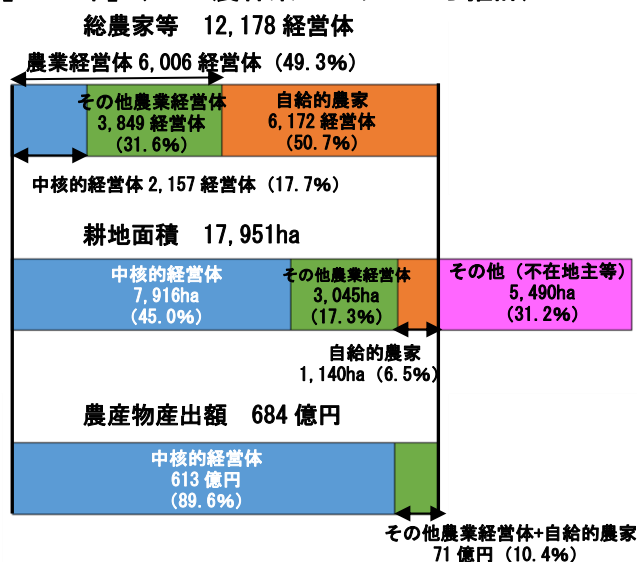 総農家等　12,178 経営体
農業経営体 6,006 経営体（49.3%）
その他農業経営体
3,849 経営体
(31.6%)
自給的農家
6,172 経営体
(50.7%)
中核的経営体 2,157 経営体（17.7%）
耕地面積　17,951ha
中核的経営体
7,916ha
(45.0%)
その他農業経営体
3,045ha
(17.3%)
その他（不在地主等）
5,490ha
(31.2%)
自給的農家
1,140ha（6.5%）
農産物産出額　684 億円
中核的経営体
613 億円
(89.6%)
その他農業経営体+自給的農家
71 億円（10.4%）